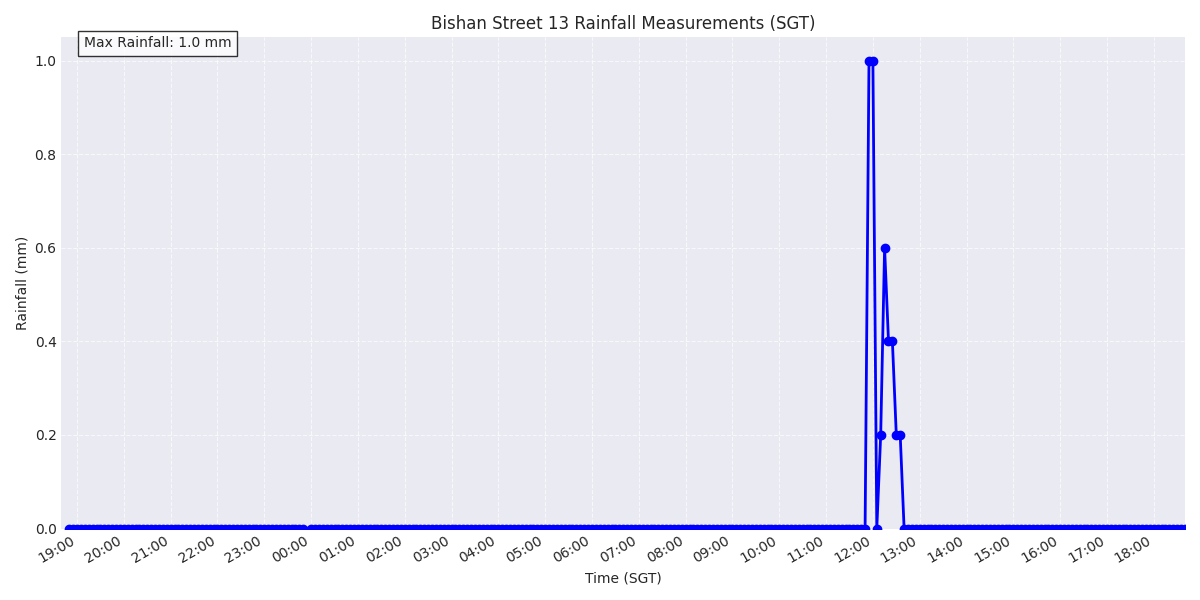 Bishan Street 13 Rainfall Measurements (SGT)
Max Rainfall: 1.0 mm
Rainfall (mm)
1.0
0.8
0.6
0.4
0.2
0.0
19:00 20:00 21:00 22:00 23:00 00:00 01:00 02:00 03:00 04:00 05:00 06:00 07:00 08:00 09:00 10:00 11:00 12:00 13:00 14:00 15:00 16:00 17:00 18:00
Time (SGT)